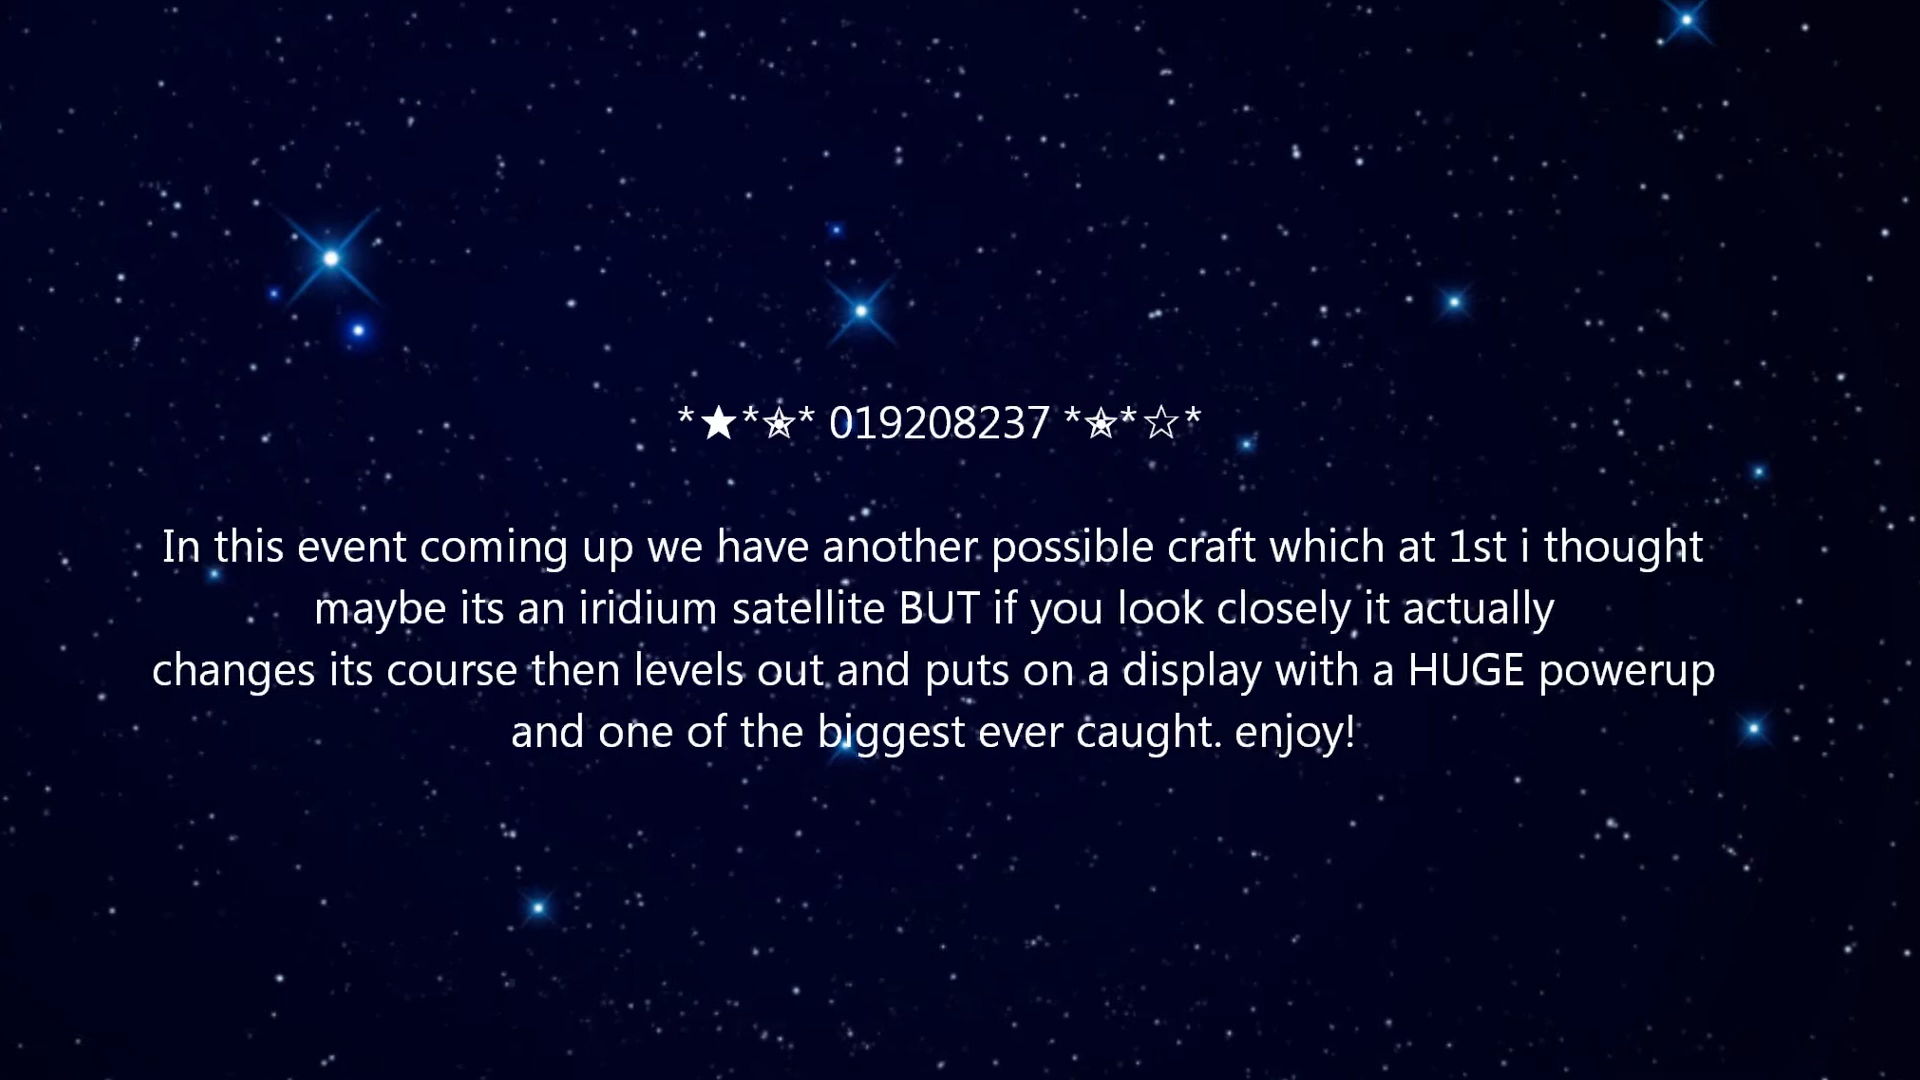 *★*✬* 019208237 *✬*☆*
In this event coming up we have another possible craft which at 1st i thought
maybe its an iridium satellite BUT if you look closely it actually
changes its course then levels out and puts on a display with a HUGE powerup
and one of the biggest ever caught. enjoy!